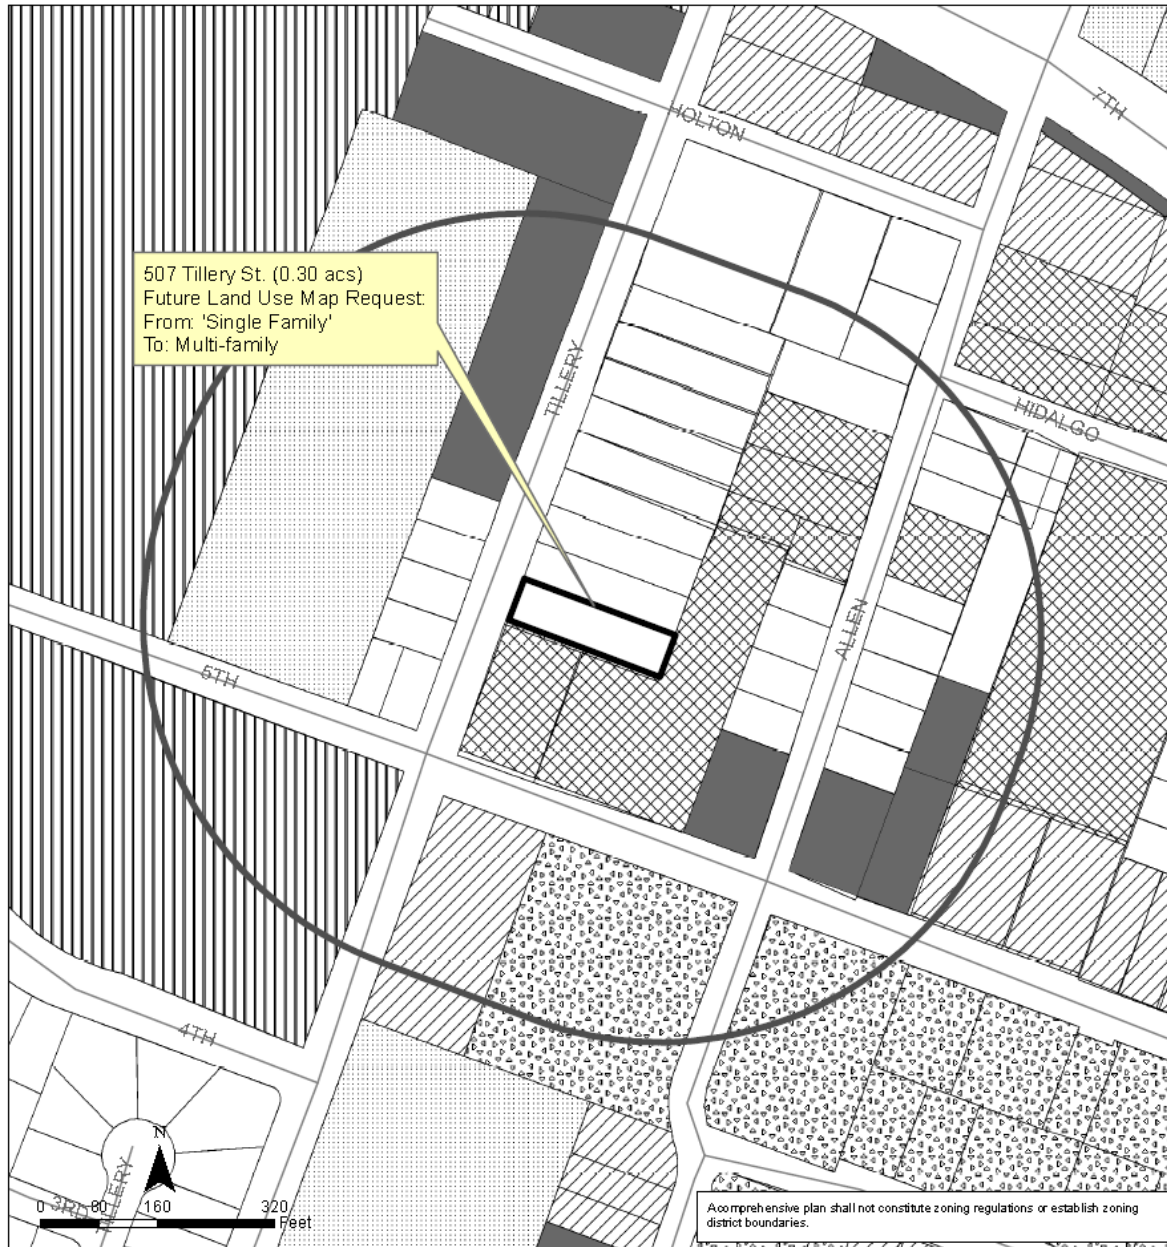 7TH
HOLTON
507 Tillery St. (0.30 acs)
Future Land Use Map Request:
From: 'Single Family'
To: Multi-family
TILLERY
HIDALGO
ALLEN
5TH
4TH
N
TILLERY
3RD
0 80 160 320
Feet
Acomprehensive plan shall not constitute zoning regulations or establish zoning
district boundaries.